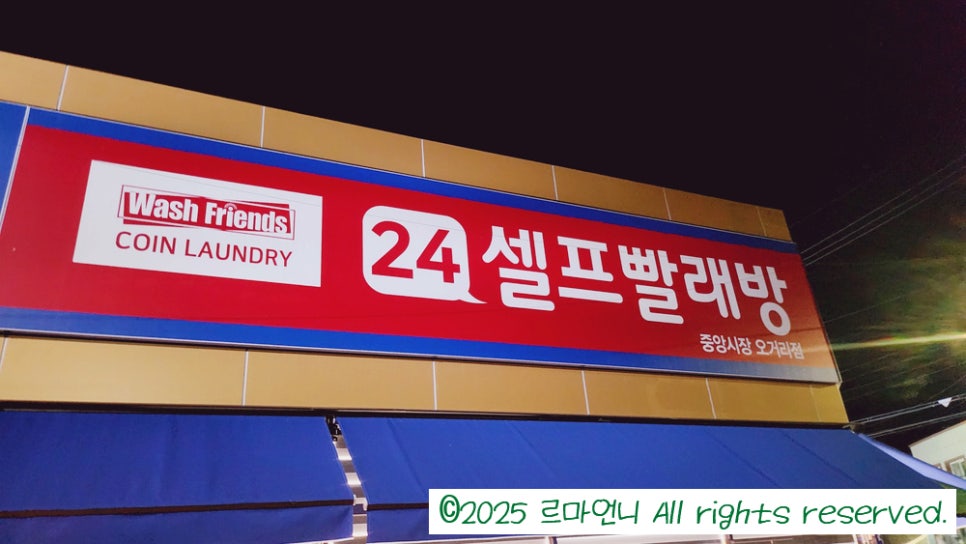 Wash Friends
COIN LAUNDRY
24 셀프빨래방
중앙시장 오거리점
©2025 르마언니 All rights reserved.